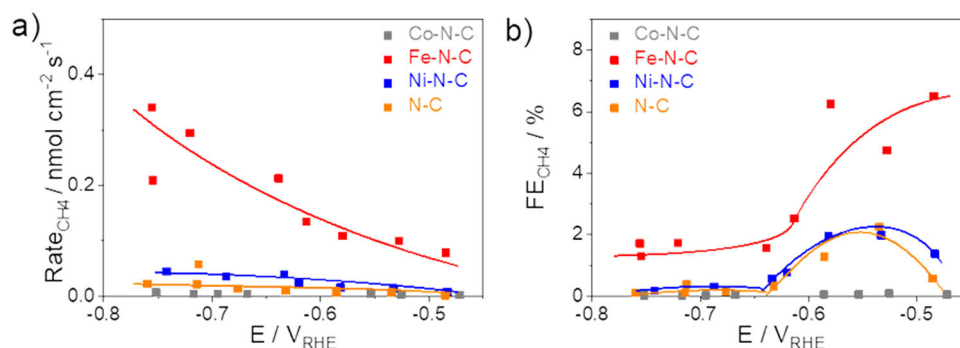 a)
Co-N-C
Fe-N-C
Ni-N-C
N-C
0.4
0.2
0.0
Rate_CH4 / nmol cm⁻² s⁻¹
-0.8
-0.7
-0.6
-0.5
E / V_RHE
b)
Co-N-C
Fe-N-C
Ni-N-C
N-C
8
6
4
2
0
FE_CH4 / %
-0.8
-0.7
-0.6
-0.5
E / V_RHE